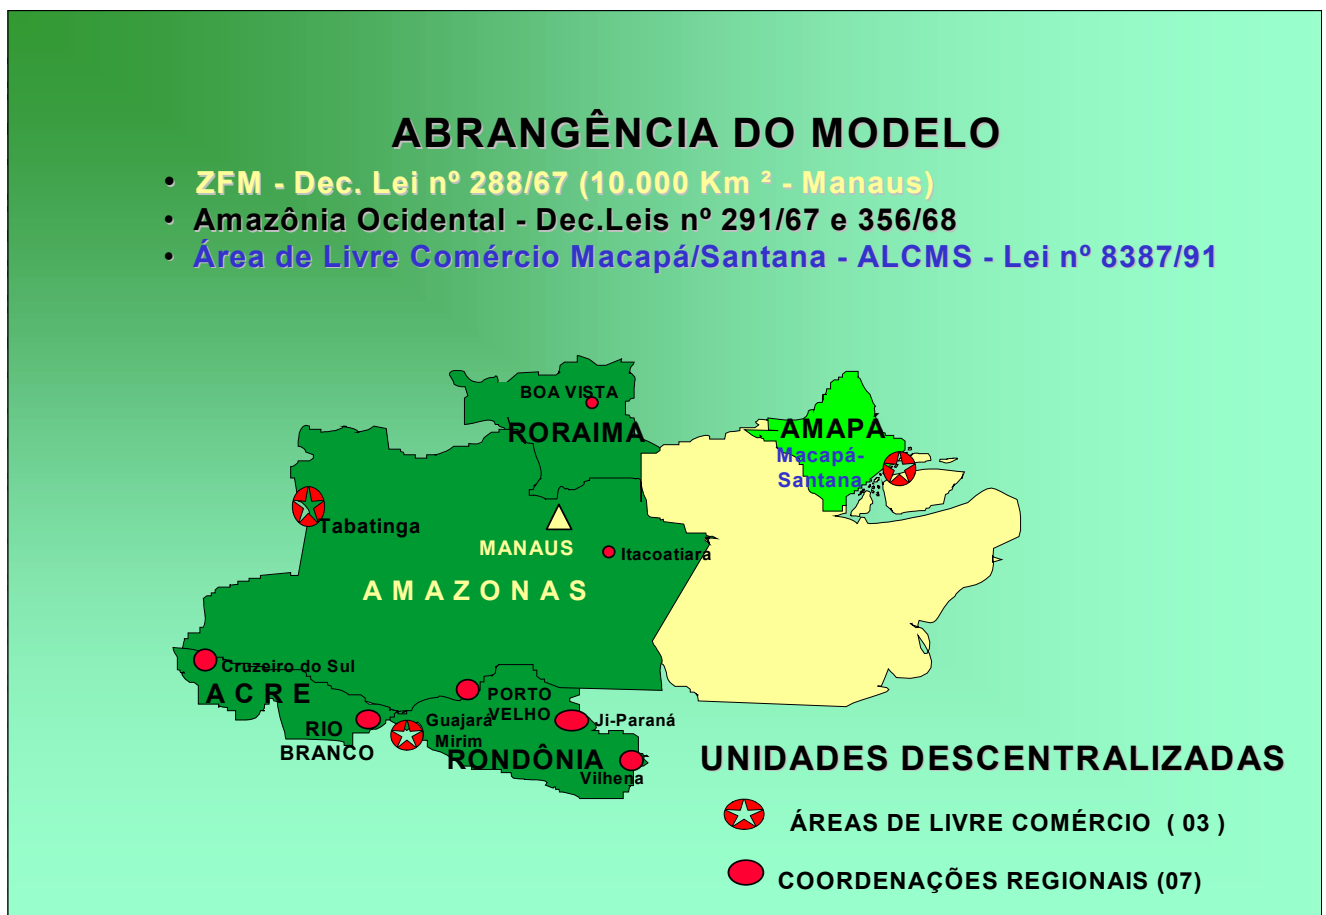 ABRANGÊNCIA DO MODELO
• ZFM - Dec. Lei nº 288/67 (10.000 Km ² - Manaus)
• Amazônia Ocidental - Dec.Leis nº 291/67 e 356/68
• Área de Livre Comércio Macapá/Santana - ALCMS - Lei nº 8387/91
BOA VISTA
RORAIMA
AMAPÁ
Macapá-
Santana
Tabatinga
MANAUS
Itacoatiara
AMAZONAS
Cruzeiro do Sul
ACRE
PORTO
VELHO
Guajará
Mirim
Ji-Paraná
RIO
BRANCO
RONDÔNIA
Vilhena
UNIDADES DESCENTRALIZADAS
ÁREAS DE LIVRE COMÉRCIO ( 03 )
COORDENAÇÕES REGIONAIS (07)